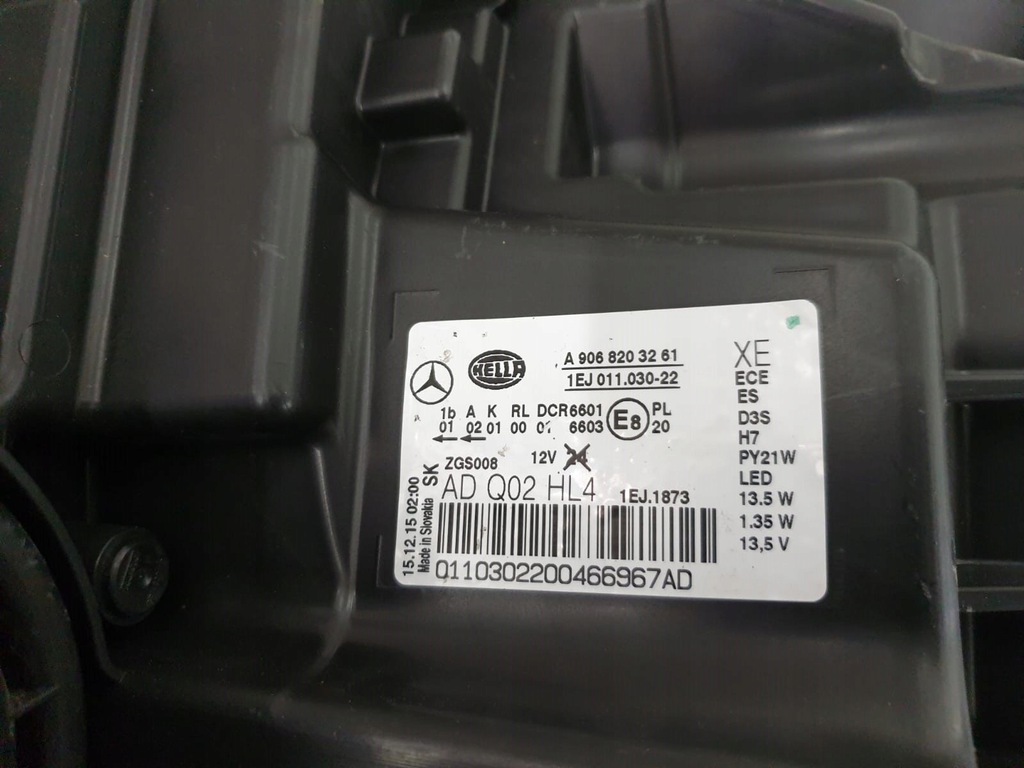 HELLA
A 906 820 32 61
1EJ 011.030-22
1b A K RL DCR6601
01 02 01 00 01 6603
E8
PL
20
ZGS008 12V 24
AD Q02 HL4 1EJ.1873
0110302200466967AD
15.12.15 02:00
Made in Slovakia
SK
XE
ECE
ES
D3S
H7
PY21W
LED
13.5 W
1.35 W
13,5 V